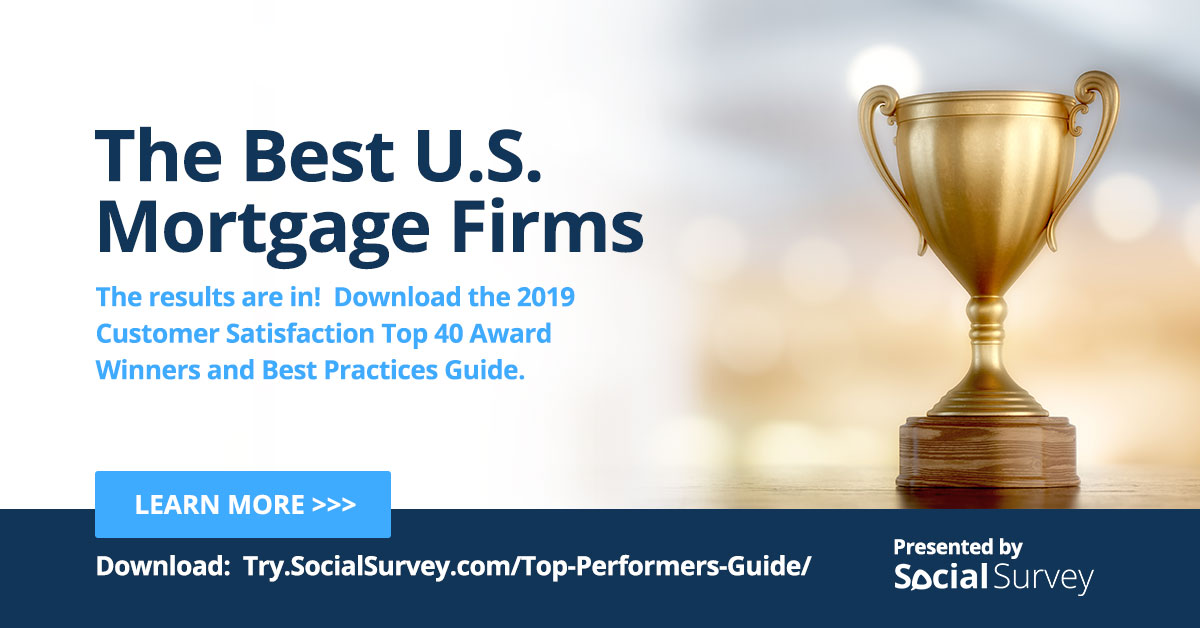 The Best U.S.
Mortgage Firms
The results are in!  Download the 2019
Customer Satisfaction Top 40 Award
Winners and Best Practices Guide.
LEARN MORE >>>
Download:  Try.SocialSurvey.com/Top-Performers-Guide/
Presented by
SocialSurvey